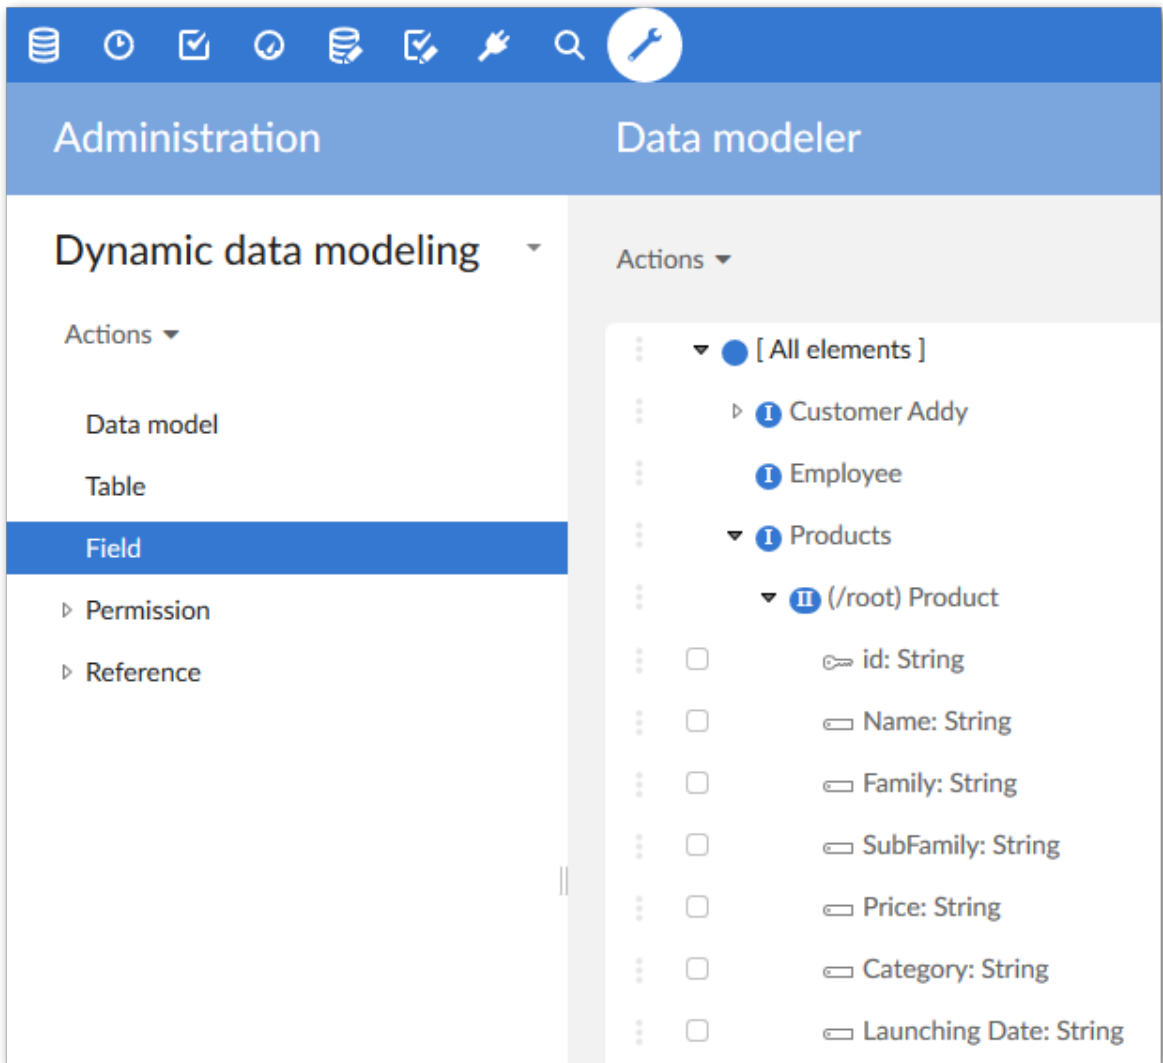 Administration
Data modeler
Dynamic data modeling
Actions
Data model
Table
Field
Permission
Reference
Actions
[ All elements ]
I Customer Addy
I Employee
I Products
II (/root) Product
id: String
Name: String
Family: String
SubFamily: String
Price: String
Category: String
Launching Date: String